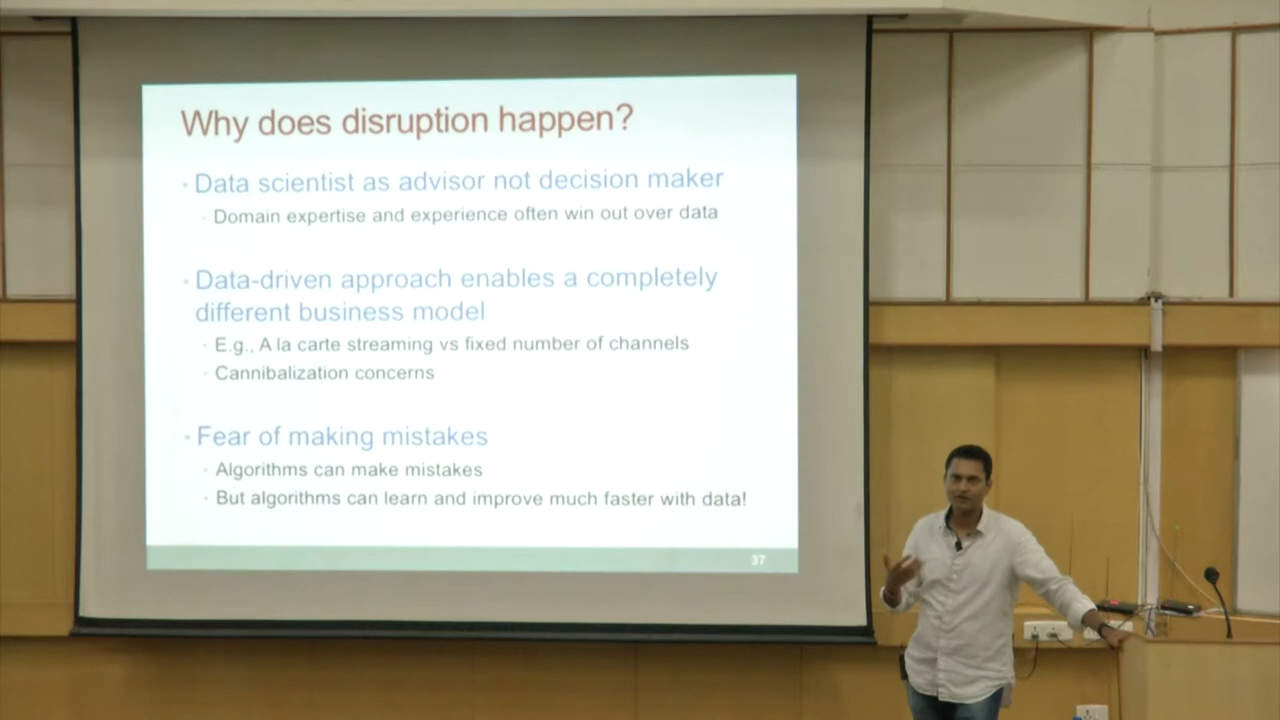 Why does disruption happen?
• Data scientist as advisor not decision maker
• Domain expertise and experience often win out over data
• Data-driven approach enables a completely
different business model
• E.g., A la carte streaming vs fixed number of channels
• Cannibalization concerns
• Fear of making mistakes
• Algorithms can make mistakes
• But algorithms can learn and improve much faster with data!
37